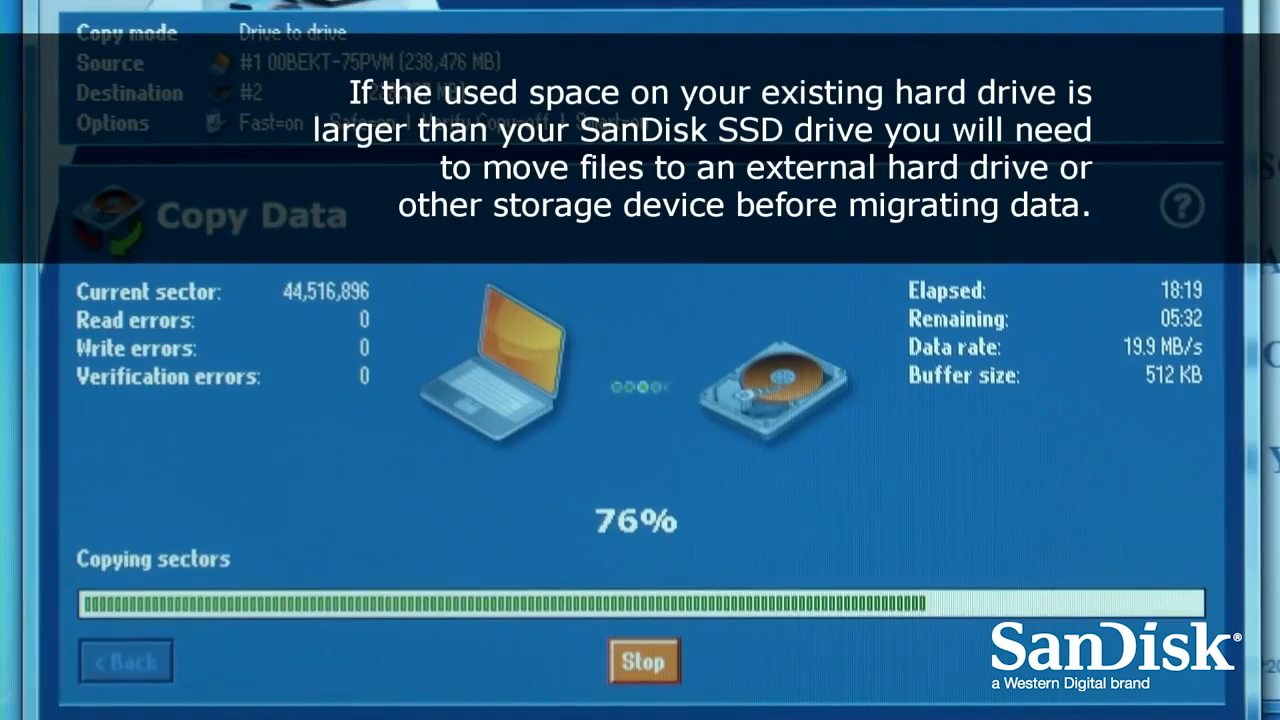 Copy mode Drive to drive
Source #1 00BEKT-75PVM (238,476 MB)
Destination #2
Options Fast=on
If the used space on your existing hard drive is
larger than your SanDisk SSD drive you will need
to move files to an external hard drive or
other storage device before migrating data.
Copy Data ?
Current sector: 44,516,896
Read errors: 0
Write errors: 0
Verification errors: 0
Elapsed: 18:19
Remaining: 05:32
Data rate: 19.9 MB/s
Buffer size: 512 KB
76%
Copying sectors
< Back
Stop
SanDisk®
a Western Digital brand